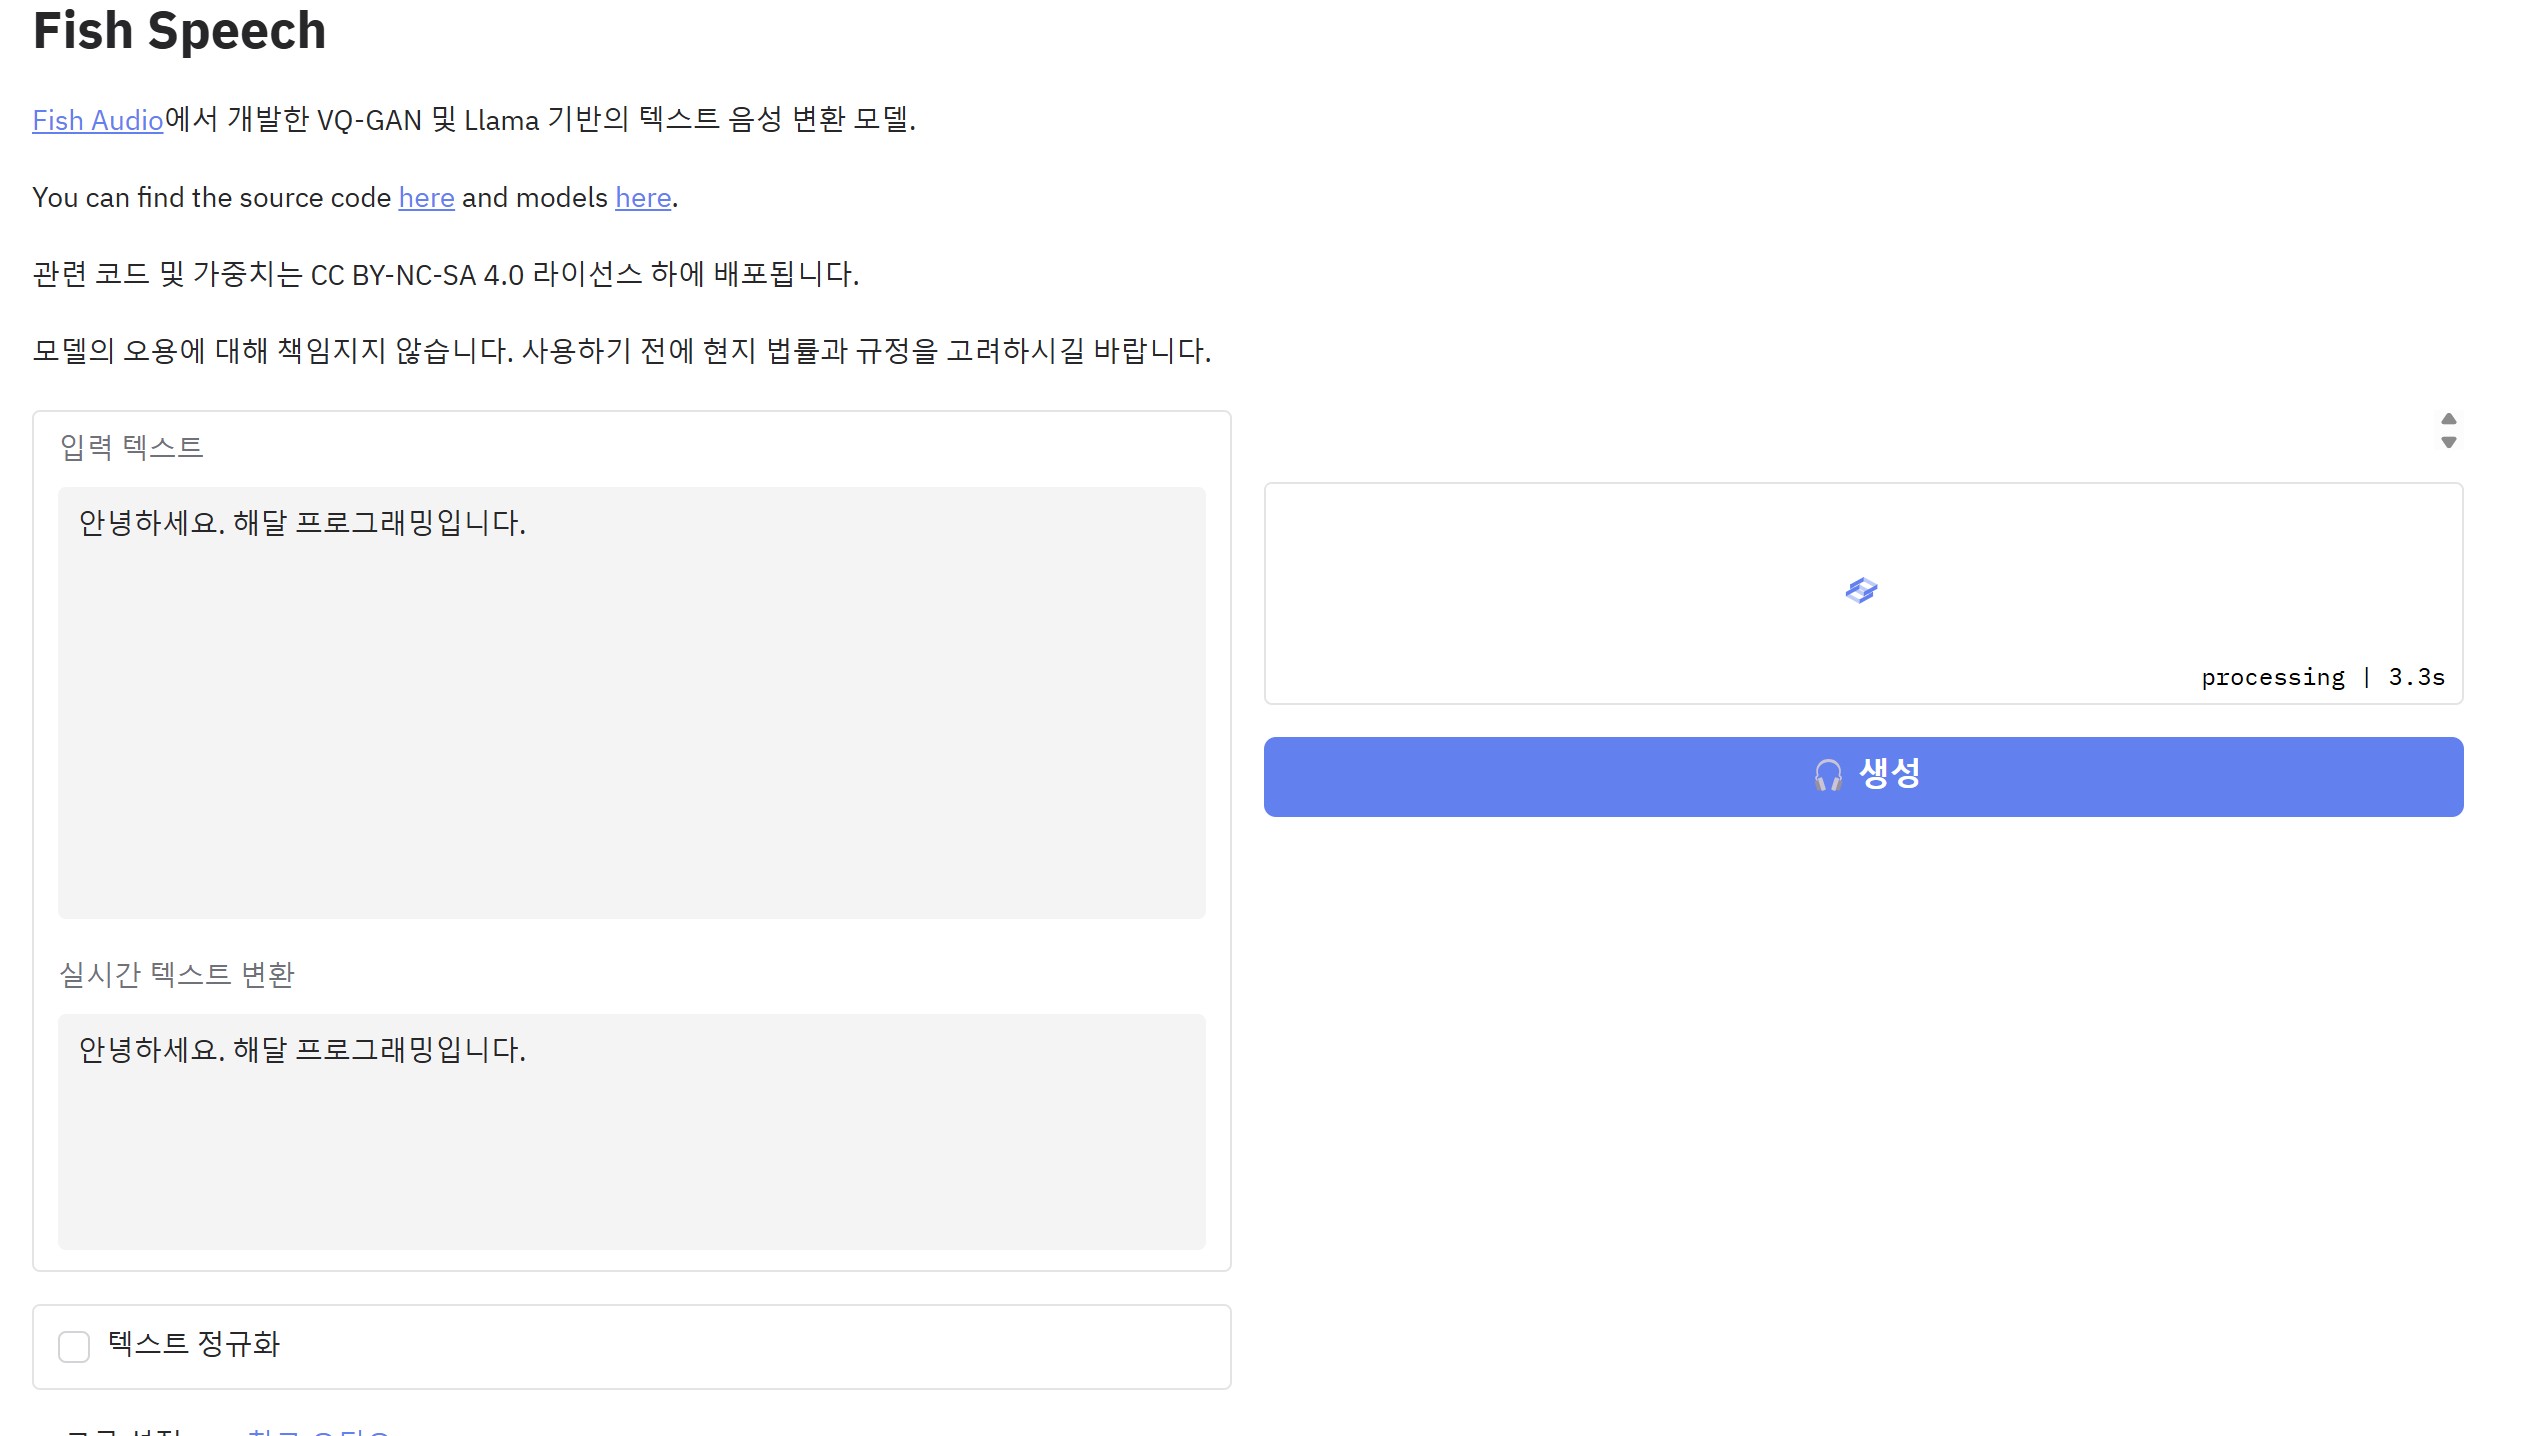 Fish Speech
Fish Audio에서 개발한 VQ-GAN 및 Llama 기반의 텍스트 음성 변환 모델.
You can find the source code here and models here.
관련 코드 및 가중치는 CC BY-NC-SA 4.0 라이선스 하에 배포됩니다.
모델의 오용에 대해 책임지지 않습니다. 사용하기 전에 현지 법률과 규정을 고려하시길 바랍니다.
입력 텍스트
안녕하세요. 해달 프로그래밍입니다.
실시간 텍스트 변환
안녕하세요. 해달 프로그래밍입니다.
텍스트 정규화
processing | 3.3s
생성